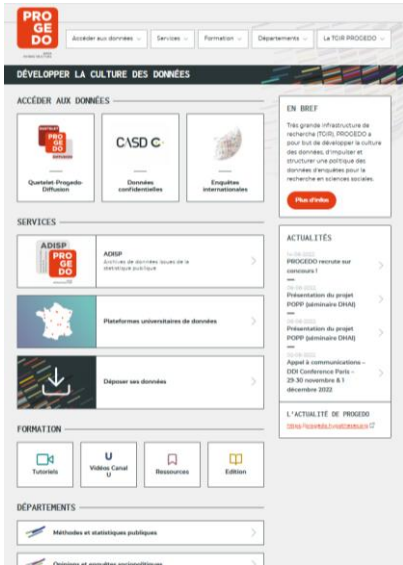 PRO
GE
DO
Accéder aux données
Services
Formation
Départements
La TGIR PROGEDO
DÉVELOPPER LA CULTURE DES DONNÉES
ACCÉDER AUX DONNÉES
PRO
GE
DO
Quetelet-Progedo-
Diffusion
CASD
Données
confidentielles
Enquêtes
internationales
EN BREF
Très grande infrastructure de
recherche (TGIR), PROGEDO a
pour but de développer la culture
des données, d'impulser et
structurer une politique des
données d'enquêtes pour la
recherche en sciences sociales.
Plus d'infos
SERVICES
ADISP
PRO
GE
DO
ADISP
Archives de données issues de la
statistique publique
Plateformes universitaires de données
Déposer ses données
ACTUALITÉS
PROGEDO recrute sur
concours !
Présentation du projet
POPP (séminaire DHAI)
Présentation du projet
POPP (séminaire DHAI)
Appel à communications –
DDI Conference Paris –
29-30 novembre & 1
décembre 2022
L'ACTUALITÉ DE PROGEDO
FORMATION
Tutoriels
Vidéos Canal
U
Ressources
Edition
DÉPARTEMENTS
Méthodes et statistiques publiques
Opinions et enquêtes sociopolitiques